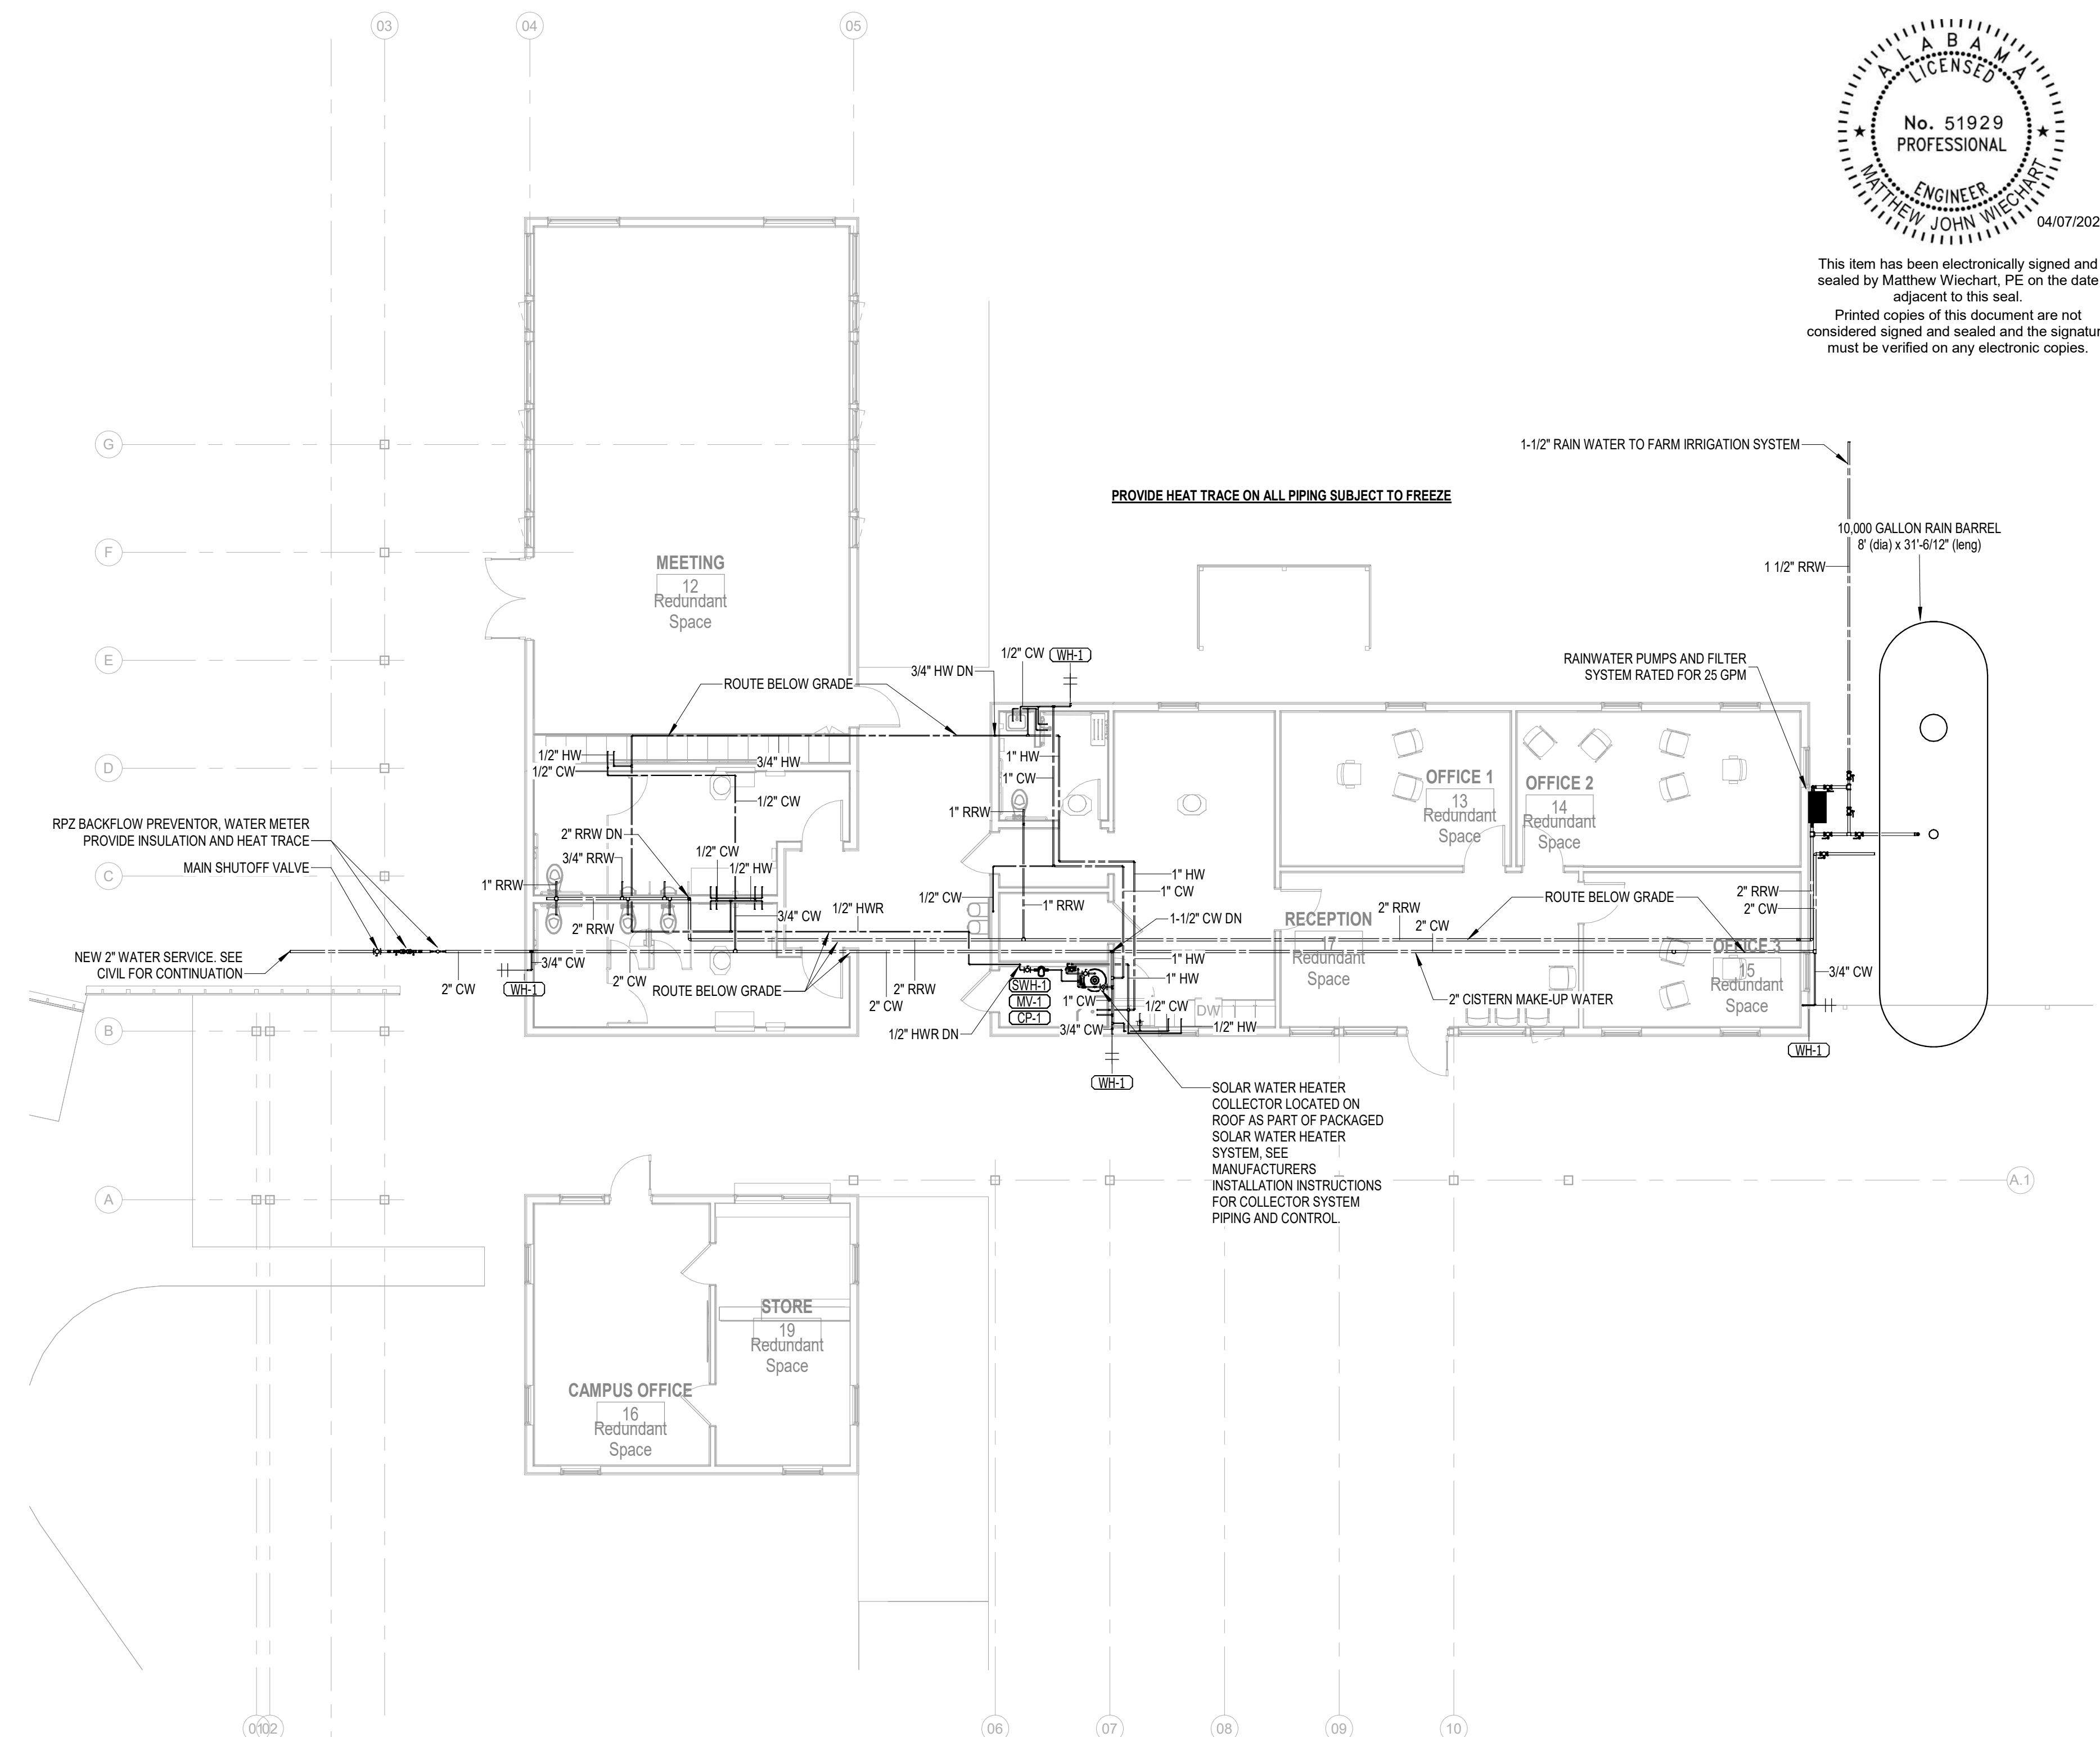 03
04
05
ALABAMA
LICENSED
No. 51929
PROFESSIONAL
ENGINEER
MATTHEW JOHN WIECHART
04/07/202
This item has been electronically signed and
sealed by Matthew Wiechart, PE on the date
adjacent to this seal.
Printed copies of this document are not
considered signed and sealed and the signatur
must be verified on any electronic copies.
G
1-1/2" RAIN WATER TO FARM IRRIGATION SYSTEM
PROVIDE HEAT TRACE ON ALL PIPING SUBJECT TO FREEZE
10,000 GALLON RAIN BARREL
8' (dia) x 31'-6/12" (leng)
F
1 1/2" RRW
MEETING
12
Redundant
Space
E
1/2" CW
WH-1
3/4" HW DN
RAINWATER PUMPS AND FILTER
SYSTEM RATED FOR 25 GPM
ROUTE BELOW GRADE
D
1/2" HW
1/2" CW
3/4" HW
1" HW
1" CW
OFFICE 1
13
Redundant
Space
OFFICE 2
14
Redundant
Space
1/2" CW
1" RRW
RPZ BACKFLOW PREVENTOR, WATER METER
PROVIDE INSULATION AND HEAT TRACE
MAIN SHUTOFF VALVE
2" RRW DN
3/4" RRW
1/2" CW
1/2" HW
C
1" RRW
1" HW
1" CW
1/2" CW
1" RRW
1-1/2" CW DN
3/4" CW
1/2" HWR
2" RRW
RECEPTION
17
Redundant
Space
2" RRW
2" CW
ROUTE BELOW GRADE
2" RRW
2" CW
OFFICE 3
15
Redundant
Space
NEW 2" WATER SERVICE. SEE
CIVIL FOR CONTINUATION
3/4" CW
2" CW
WH-1
2" CW
ROUTE BELOW GRADE
2" CW
2" RRW
1" HW
1" HW
SWH-1
MV-1
CP-1
1" CW
1/2" CW
DW
2" CISTERN MAKE-UP WATER
3/4" CW
B
1/2" HWR DN
3/4" CW
1/2" HW
WH-1
WH-1
SOLAR WATER HEATER
COLLECTOR LOCATED ON
ROOF AS PART OF PACKAGED
SOLAR WATER HEATER
SYSTEM, SEE
MANUFACTURERS
INSTALLATION INSTRUCTIONS
FOR COLLECTOR SYSTEM
PIPING AND CONTROL.
A
A.1
STORE
19
Redundant
Space
CAMPUS OFFICE
16
Redundant
Space
01
02
06
07
08
09
10